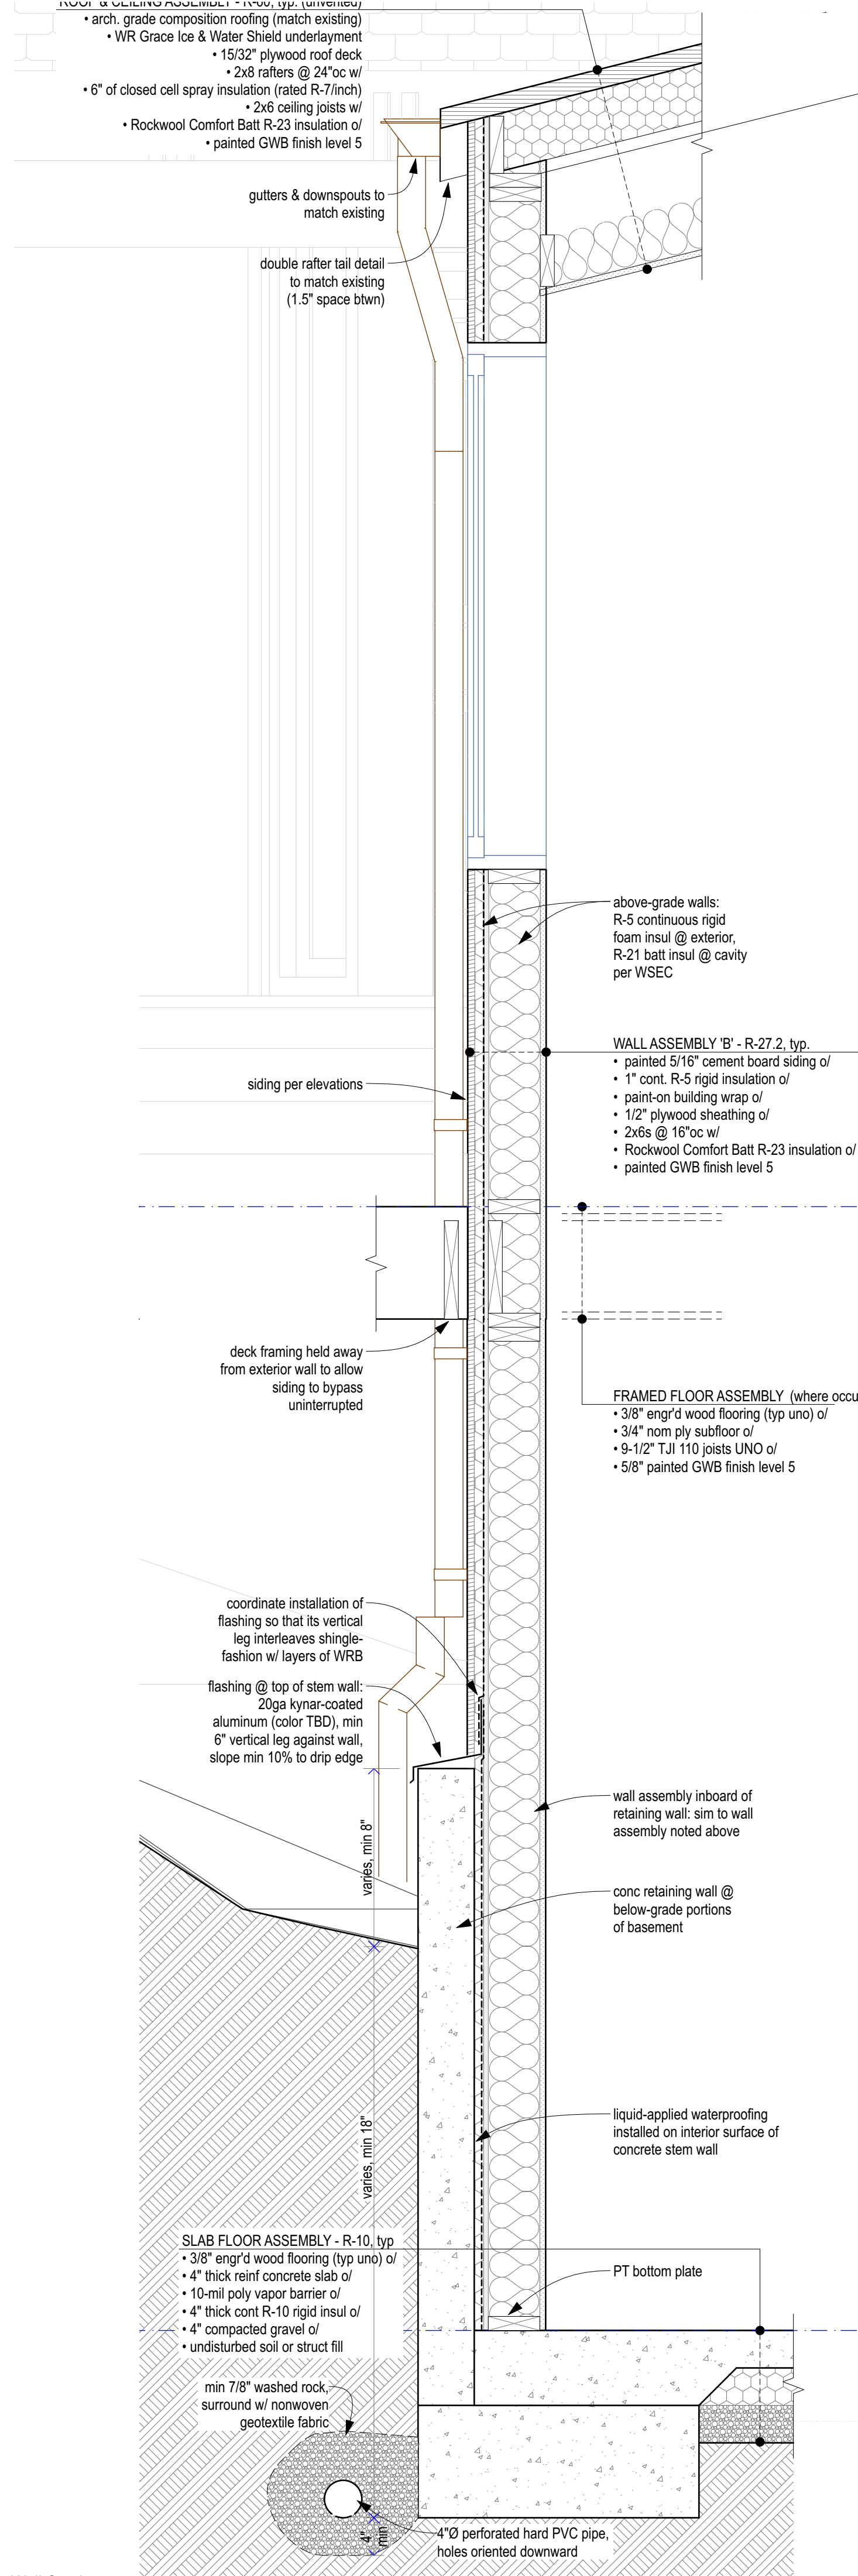 ROOF & CEILING ASSEMBLY - R-60, typ. (unvented)
• arch. grade composition roofing (match existing)
• WR Grace Ice & Water Shield underlayment
• 15/32" plywood roof deck
• 2x8 rafters @ 24"oc w/
• 6" of closed cell spray insulation (rated R-7/inch)
• 2x6 ceiling joists w/
• Rockwool Comfort Batt R-23 insulation o/
• painted GWB finish level 5
gutters & downspouts to
match existing
double rafter tail detail
to match existing
(1.5" space btwn)
above-grade walls:
R-5 continuous rigid
foam insul @ exterior,
R-21 batt insul @ cavity
per WSEC
WALL ASSEMBLY 'B' - R-27.2, typ.
• painted 5/16" cement board siding o/
• 1" cont. R-5 rigid insulation o/
• paint-on building wrap o/
• 1/2" plywood sheathing o/
• 2x6s @ 16"oc w/
• Rockwool Comfort Batt R-23 insulation o/
• painted GWB finish level 5
siding per elevations
deck framing held away
from exterior wall to allow
siding to bypass
uninterrupted
FRAMED FLOOR ASSEMBLY (where occu
• 3/8" engr'd wood flooring (typ uno) o/
• 3/4" nom ply subfloor o/
• 9-1/2" TJI 110 joists UNO o/
• 5/8" painted GWB finish level 5
coordinate installation of
flashing so that its vertical
leg interleaves shingle-
fashion w/ layers of WRB
flashing @ top of stem wall:
20ga kynar-coated
aluminum (color TBD), min
6" vertical leg against wall,
slope min 10% to drip edge
varies, min 8"
wall assembly inboard of
retaining wall: sim to wall
assembly noted above
conc retaining wall @
below-grade portions
of basement
varies, min 18"
liquid-applied waterproofing
installed on interior surface of
concrete stem wall
SLAB FLOOR ASSEMBLY - R-10, typ
• 3/8" engr'd wood flooring (typ uno) o/
• 4" thick reinf concrete slab o/
• 10-mil poly vapor barrier o/
• 4" thick cont R-10 rigid insul o/
• 4" compacted gravel o/
• undisturbed soil or struct fill
PT bottom plate
min 7/8" washed rock,
surround w/ nonwoven
geotextile fabric
4"
min
4"Ø perforated hard PVC pipe,
holes oriented downward